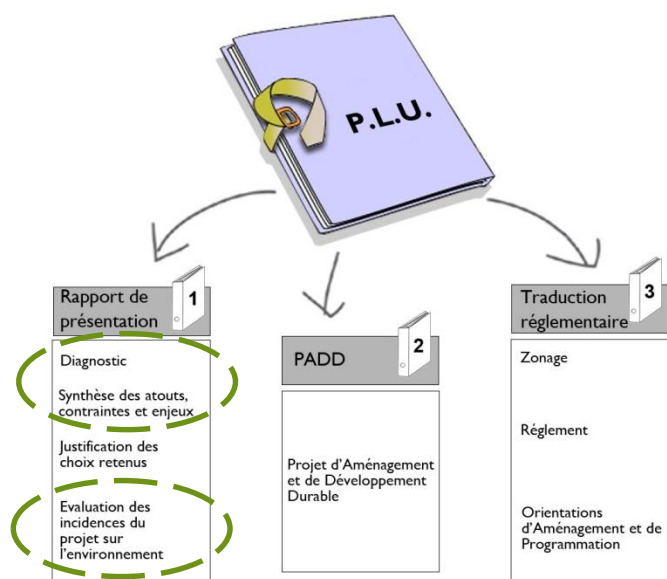 P.L.U.
Rapport de
présentation
1
Diagnostic
Synthèse des atouts,
contraintes et enjeux
Justification des
choix retenus
Evaluation des
incidences du
projet sur
l'environnement
PADD
2
Projet d'Aménagement
et de Développement
Durable
Traduction
réglementaire
3
Zonage
Réglement
Orientations
d'Aménagement et de
Programmation